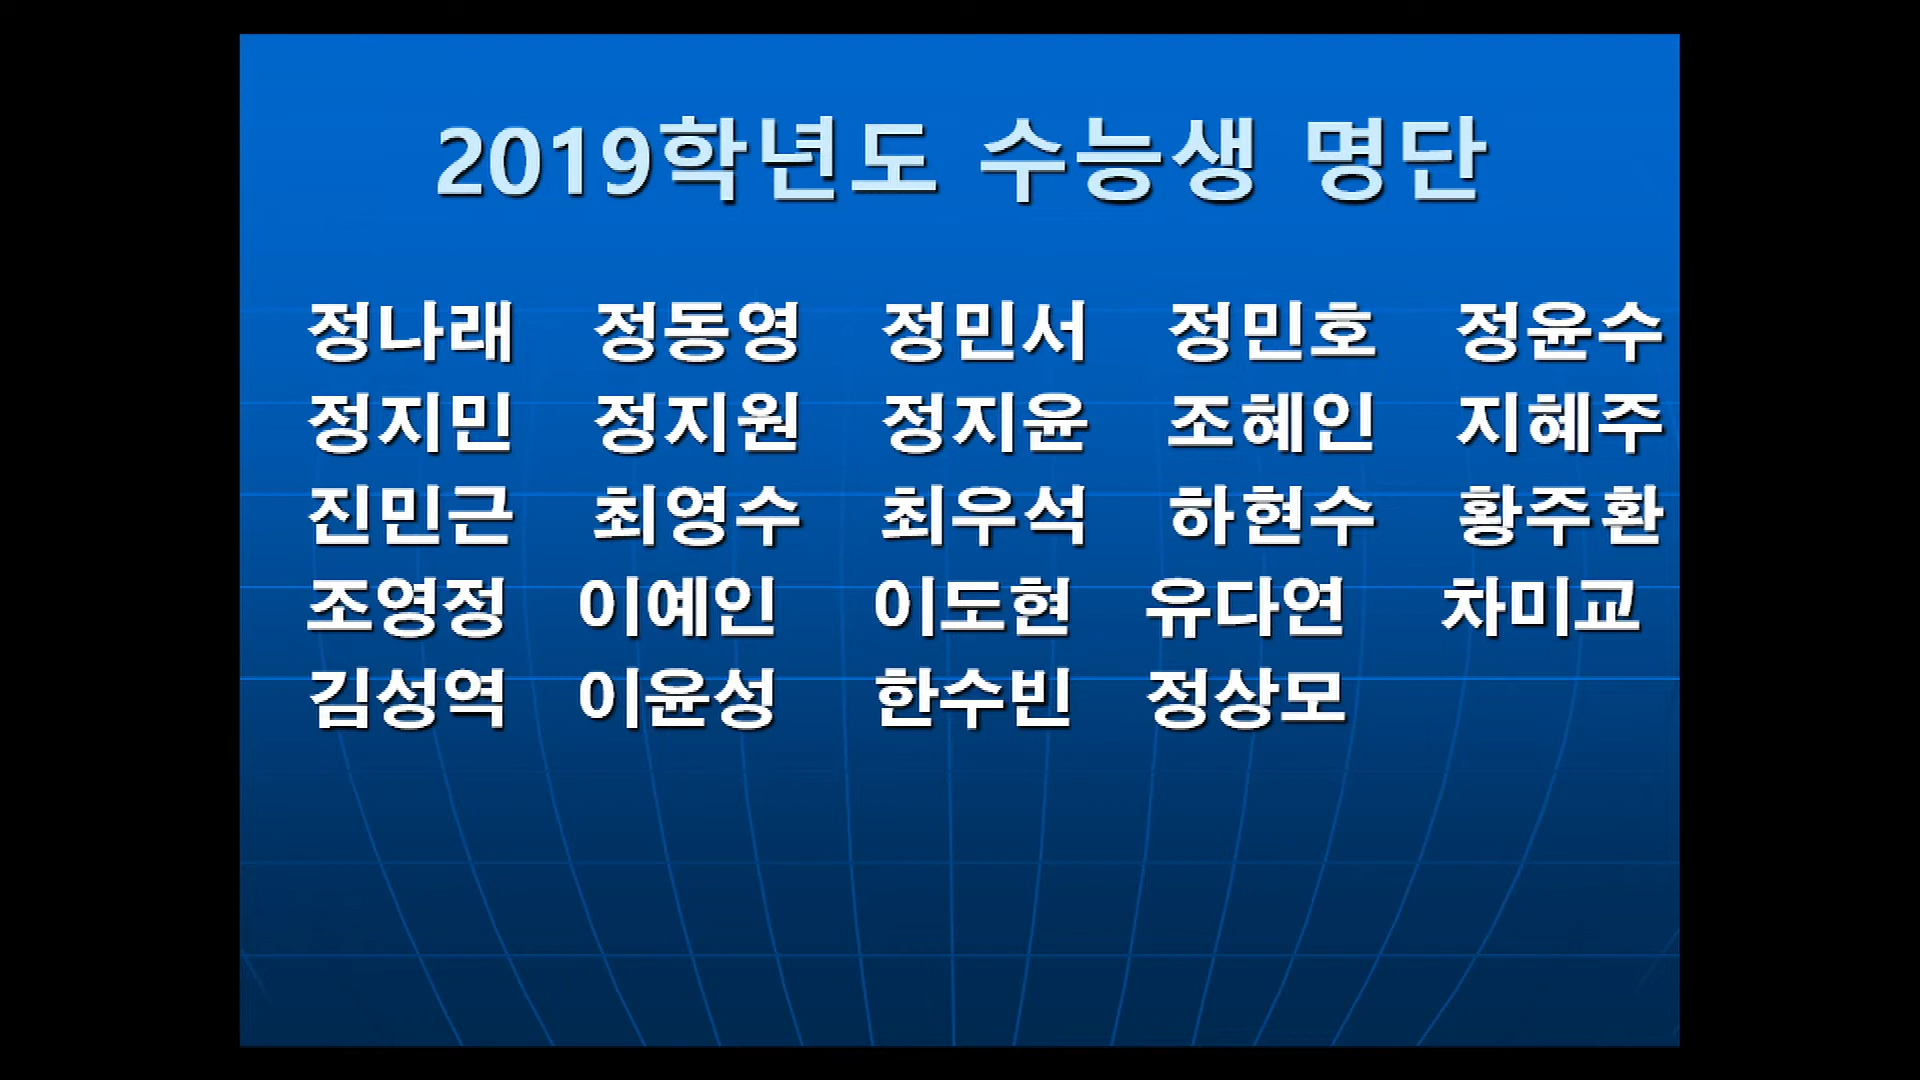 2019학년도 수능생 명단
정나래 정동영 정민서 정민호 정윤수
정지민 정지원 정지윤 조혜인 지혜주
진민근 최영수 최우석 하현수 황주환
조영정 이예인 이도현 유다연 차미교
김성역 이윤성 한수빈 정상모